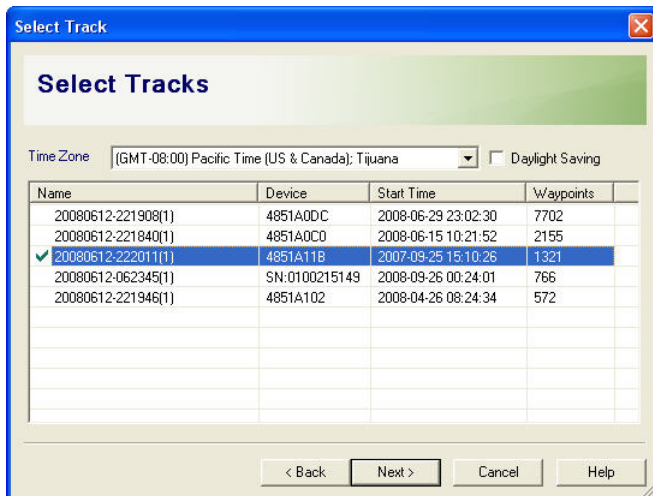 Select Track
Select Tracks
Time Zone (GMT-08:00) Pacific Time (US & Canada); Tijuana Daylight Saving
Name Device Start Time Waypoints
20080612-221908(1) 4851A0DC 2008-06-29 23:02:30 7702
20080612-221840(1) 4851A0C0 2008-06-15 10:21:52 2155
20080612-222011(1) 4851A11B 2007-09-25 15:10:26 1321
20080612-062345(1) SN:0100215149 2008-09-26 00:24:01 766
20080612-221946(1) 4851A102 2008-04-26 08:24:34 572
< Back Next > Cancel Help